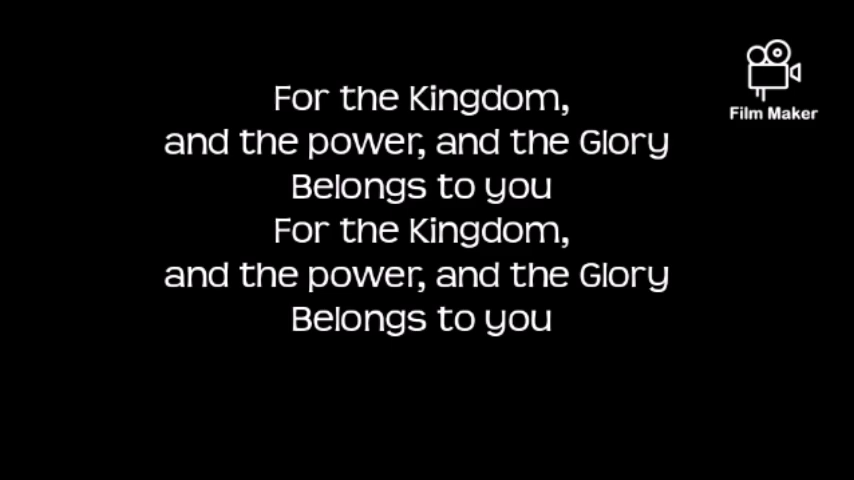 For the Kingdom,
and the power, and the Glory
Belongs to you
For the Kingdom,
and the power, and the Glory
Belongs to you
Film Maker